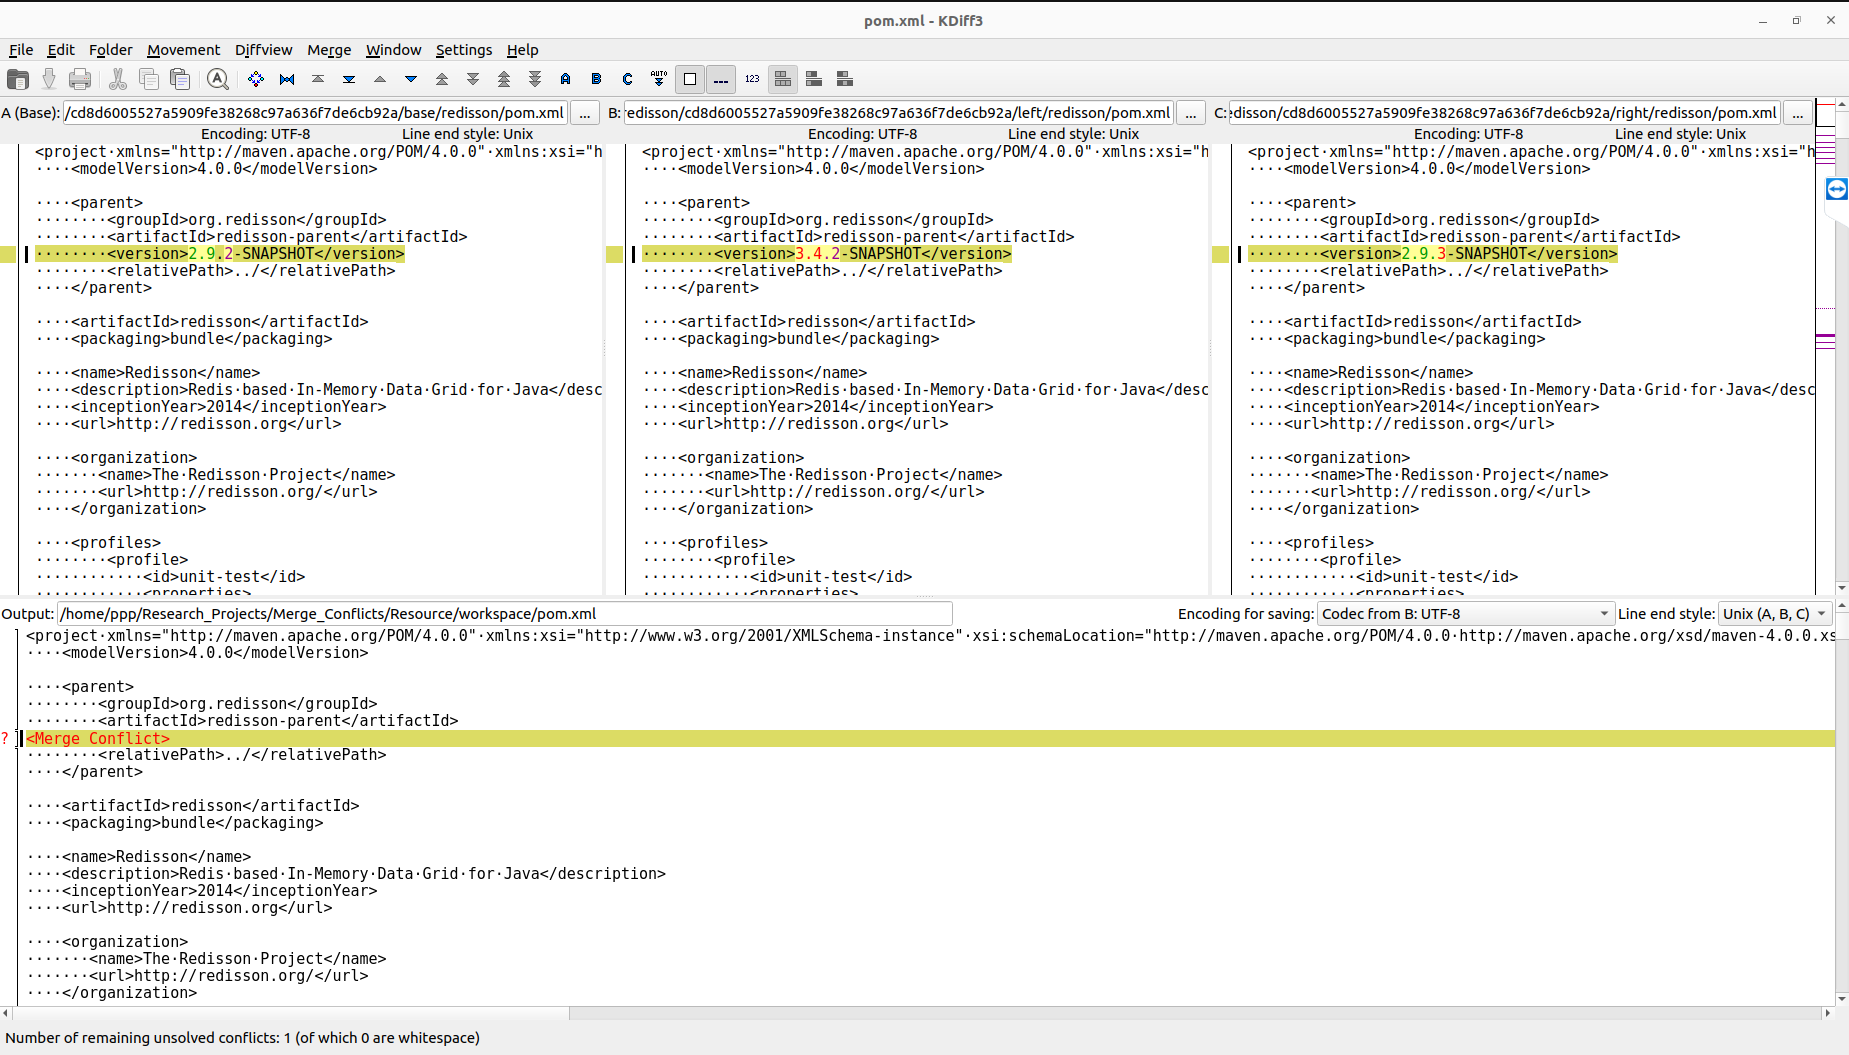 pom.xml - KDiff3
File Edit Folder Movement Diffview Merge Window Settings Help
A B C AUTO 123
A (Base): /cd8d6005527a5909fe38268c97a636f7de6cb92a/base/redisson/pom.xml ...
Encoding: UTF-8 Line end style: Unix
<project·xmlns="http://maven.apache.org/POM/4.0.0"·xmlns:xsi="h
····<modelVersion>4.0.0</modelVersion>
····<parent>
········<groupId>org.redisson</groupId>
········<artifactId>redisson-parent</artifactId>
········<version>2.9.2-SNAPSHOT</version>
········<relativePath>../</relativePath>
····</parent>
····<artifactId>redisson</artifactId>
····<packaging>bundle</packaging>
····<name>Redisson</name>
····<description>Redis·based·In-Memory·Data·Grid·for·Java</desc
····<inceptionYear>2014</inceptionYear>
····<url>http://redisson.org</url>
····<organization>
·······<name>The·Redisson·Project</name>
·······<url>http://redisson.org/</url>
····</organization>
····<profiles>
········<profile>
············<id>unit-test</id>
············<properties>
B: edisson/cd8d6005527a5909fe38268c97a636f7de6cb92a/left/redisson/pom.xml ...
Encoding: UTF-8 Line end style: Unix
<project·xmlns="http://maven.apache.org/POM/4.0.0"·xmlns:xsi="h
····<modelVersion>4.0.0</modelVersion>
····<parent>
········<groupId>org.redisson</groupId>
········<artifactId>redisson-parent</artifactId>
········<version>3.4.2-SNAPSHOT</version>
········<relativePath>../</relativePath>
····</parent>
····<artifactId>redisson</artifactId>
····<packaging>bundle</packaging>
····<name>Redisson</name>
····<description>Redis·based·In-Memory·Data·Grid·for·Java</desc
····<inceptionYear>2014</inceptionYear>
····<url>http://redisson.org</url>
····<organization>
·······<name>The·Redisson·Project</name>
·······<url>http://redisson.org/</url>
····</organization>
····<profiles>
········<profile>
············<id>unit-test</id>
············<properties>
C: disson/cd8d6005527a5909fe38268c97a636f7de6cb92a/right/redisson/pom.xml ...
Encoding: UTF-8 Line end style: Unix
<project·xmlns="http://maven.apache.org/POM/4.0.0"·xmlns:xsi="h
····<modelVersion>4.0.0</modelVersion>
····<parent>
········<groupId>org.redisson</groupId>
········<artifactId>redisson-parent</artifactId>
········<version>2.9.3-SNAPSHOT</version>
········<relativePath>../</relativePath>
····</parent>
····<artifactId>redisson</artifactId>
····<packaging>bundle</packaging>
····<name>Redisson</name>
····<description>Redis·based·In-Memory·Data·Grid·for·Java</desc
····<inceptionYear>2014</inceptionYear>
····<url>http://redisson.org</url>
····<organization>
·······<name>The·Redisson·Project</name>
·······<url>http://redisson.org/</url>
····</organization>
····<profiles>
········<profile>
············<id>unit-test</id>
············<properties>
Output: /home/ppp/Research_Projects/Merge_Conflicts/Resource/workspace/pom.xml Encoding for saving: Codec from B: UTF-8 Line end style: Unix (A, B, C)
<project·xmlns="http://maven.apache.org/POM/4.0.0"·xmlns:xsi="http://www.w3.org/2001/XMLSchema-instance"·xsi:schemaLocation="http://maven.apache.org/POM/4.0.0·http://maven.apache.org/xsd/maven-4.0.0.xs
····<modelVersion>4.0.0</modelVersion>
····<parent>
········<groupId>org.redisson</groupId>
········<artifactId>redisson-parent</artifactId>
? <Merge Conflict>
········<relativePath>../</relativePath>
····</parent>
····<artifactId>redisson</artifactId>
····<packaging>bundle</packaging>
····<name>Redisson</name>
····<description>Redis·based·In-Memory·Data·Grid·for·Java</description>
····<inceptionYear>2014</inceptionYear>
····<url>http://redisson.org</url>
····<organization>
·······<name>The·Redisson·Project</name>
·······<url>http://redisson.org/</url>
····</organization>
Number of remaining unsolved conflicts: 1 (of which 0 are whitespace)